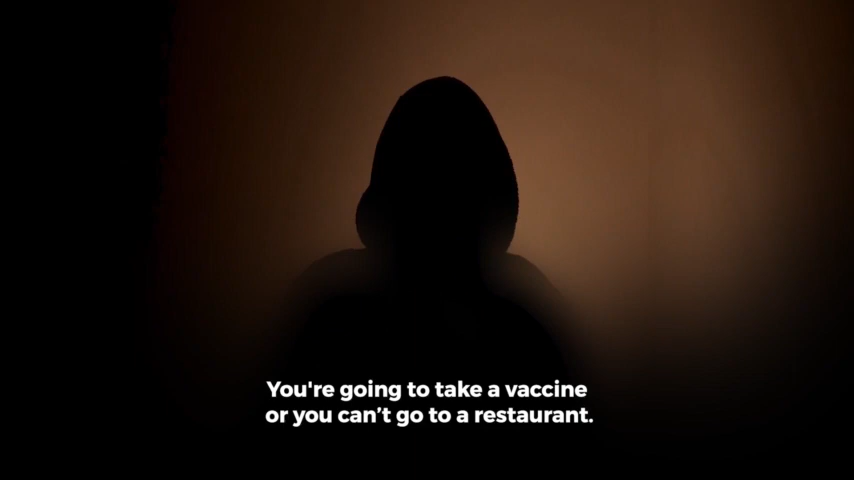 You're going to take a vaccine
or you can’t go to a restaurant.